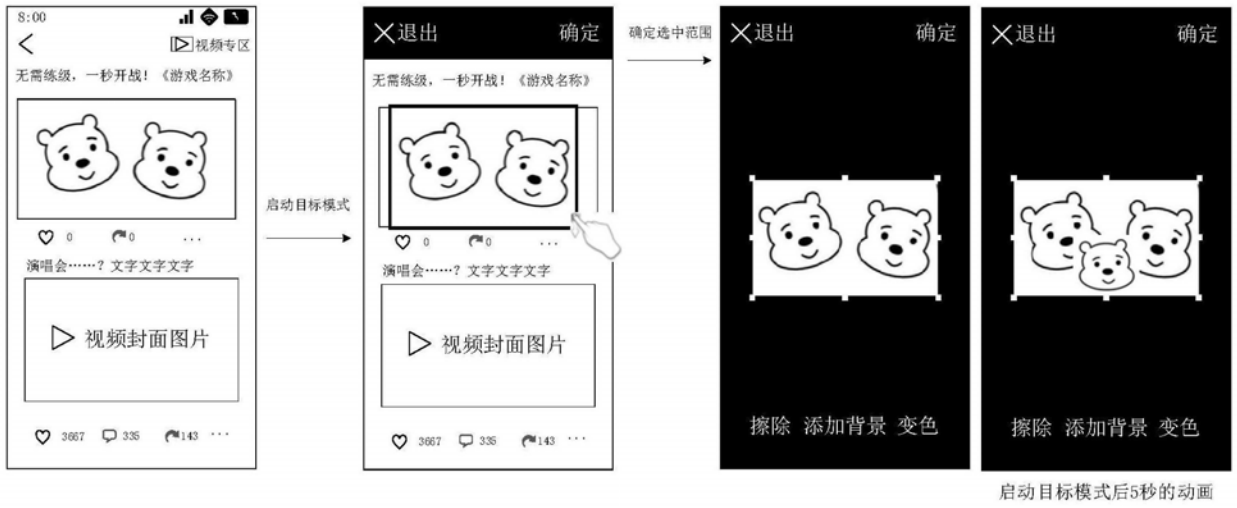 8:00
视频专区
无需练级，一秒开战！《游戏名称》
0
0
···
演唱会……？文字文字文字
视频封面图片
3667
335
143
···
启动目标模式
退出
确定
无需练级，一秒开战！《游戏名称》
0
0
···
演唱会……？文字文字文字
视频封面图片
3667
335
143
···
确定选中范围
退出
确定
擦除 添加背景 变色
退出
确定
擦除 添加背景 变色
启动目标模式后5秒的动画